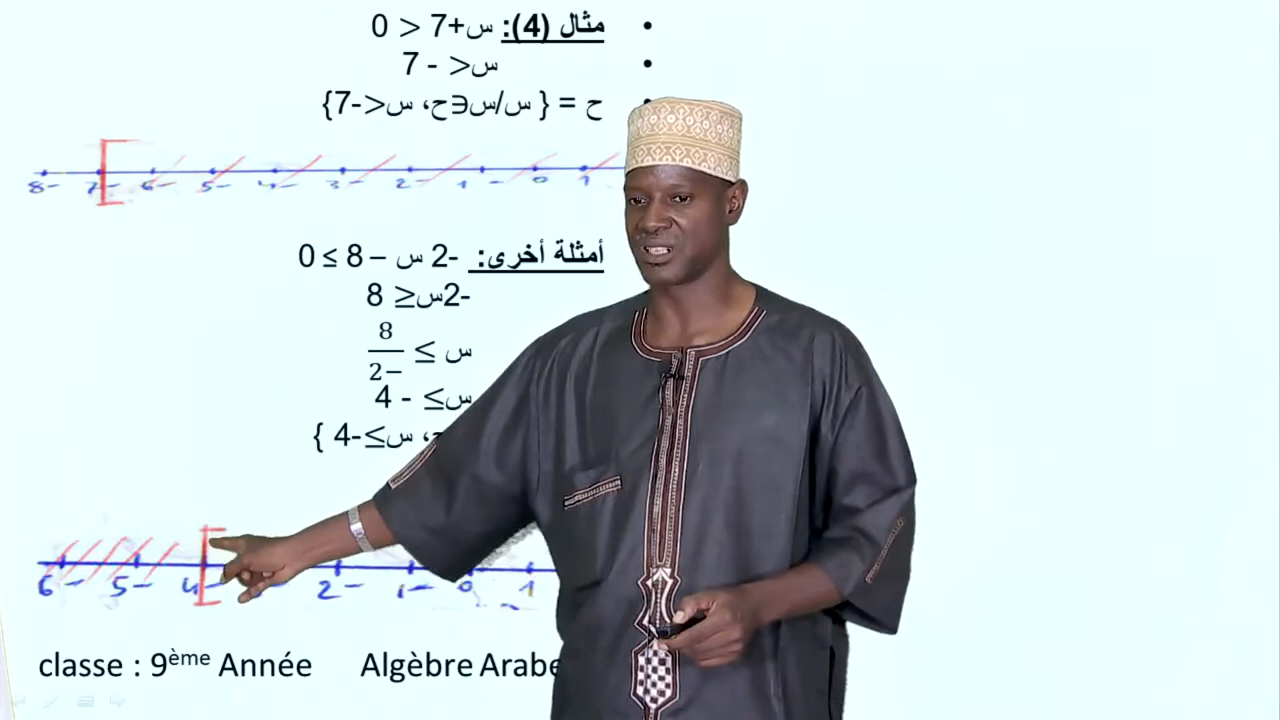 مثال (4): س+7 < 0
س< - 7
ح = { س/س∈ح، س<-7}
8- 7- 6- 5- 4- 3- 2- 1- 0 1
أمثلة أخرى: -2 س – 8 ≥ 0
-2س≤ 8
س ≥ 8/−2
س≥ - 4
ح، س≥-4 }
6- 5- 4- 2- 1- 0 1
classe : 9ème Année Algèbre Arabe